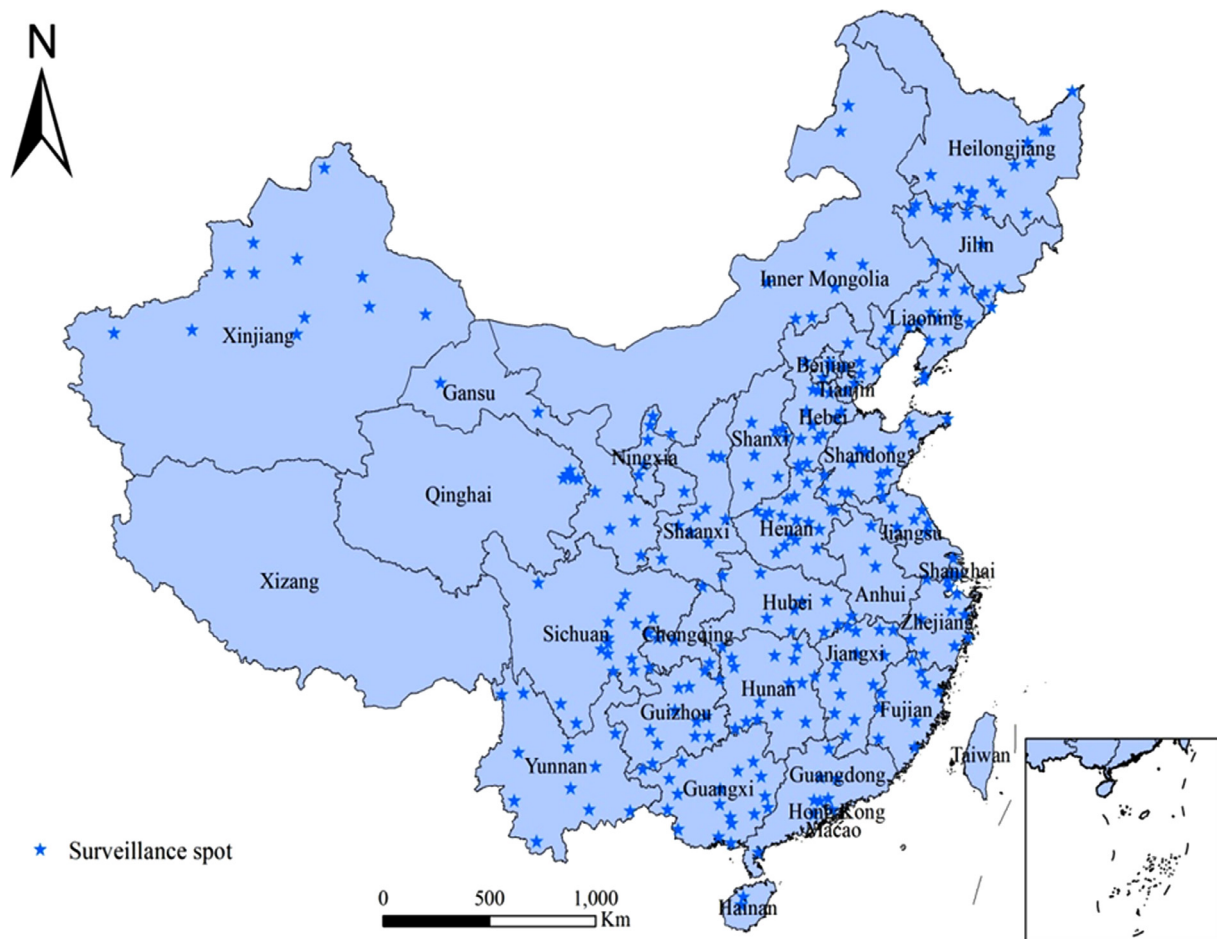 N
Heilongjiang
Jilin
Inner Mongolia
Liaoning
Xinjiang
Beijing
Gansu
Tianjin
Hebei
Shanxi
Ningxia
Shandong
Qinghai
Shaanxi
Henan
Jiangsu
Xizang
Shanghai
Hubei
Anhui
Zhejiang
Sichuan
Chongqing
Jiangxi
Hunan
Guizhou
Fujian
Taiwan
Yunnan
Guangdong
Guangxi
Hong Kong
Macao
Surveillance spot
0 500 1,000
Km
Hainan